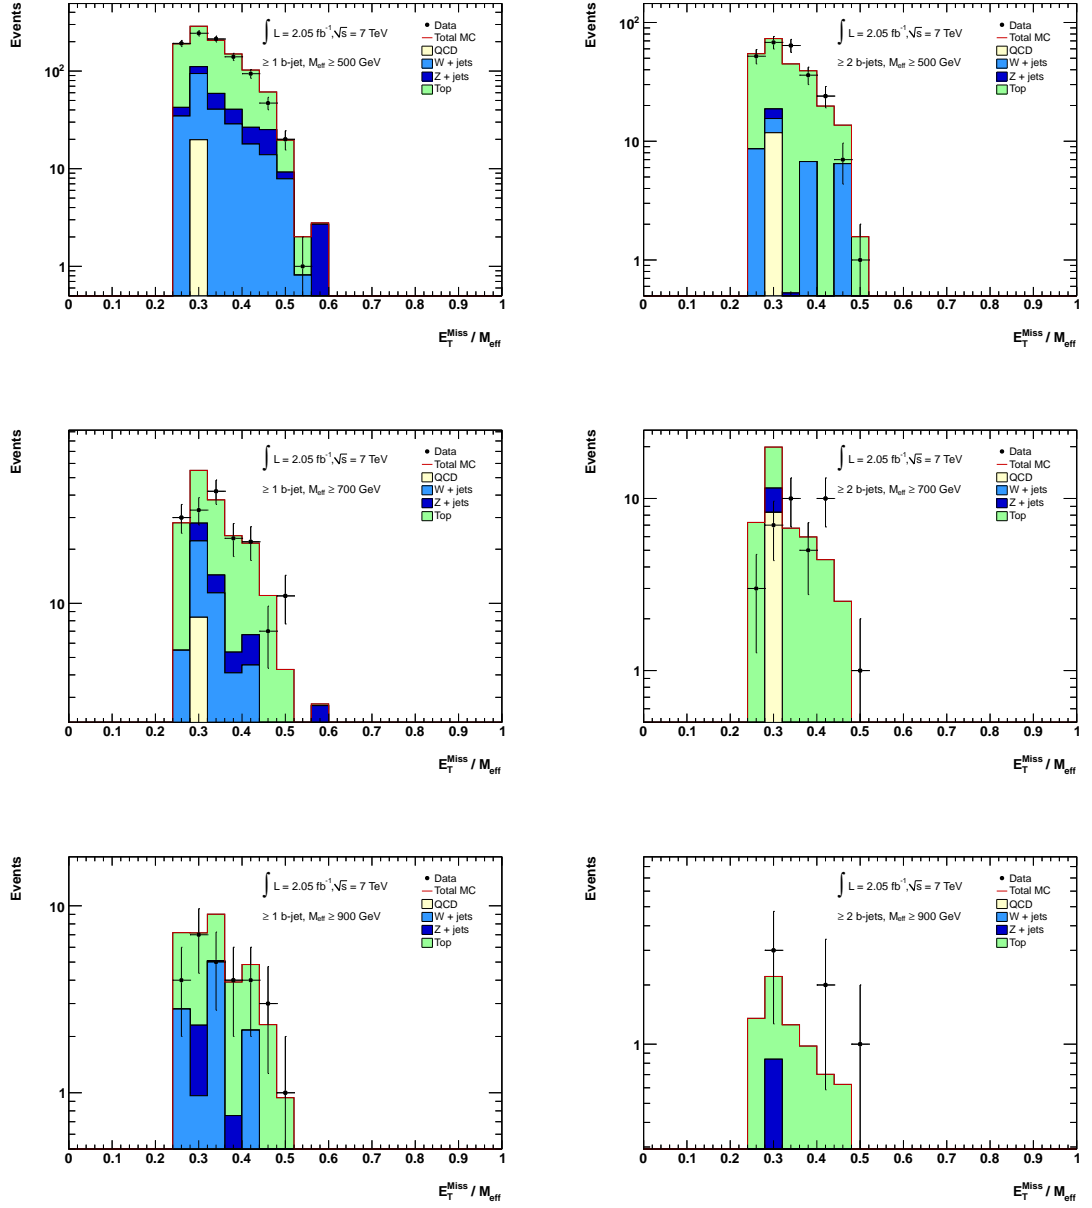 Events
∫ L = 2.05 fb⁻¹,√s = 7 TeV
≥ 1 b-jet, M_eff ≥ 500 GeV
Data
Total MC
QCD
W + jets
Z + jets
Top
10²
10
1
0 0.1 0.2 0.3 0.4 0.5 0.6 0.7 0.8 0.9 1
E_T^Miss / M_eff
Events
∫ L = 2.05 fb⁻¹,√s = 7 TeV
≥ 2 b-jets, M_eff ≥ 500 GeV
Data
Total MC
QCD
W + jets
Z + jets
Top
10²
10
1
0 0.1 0.2 0.3 0.4 0.5 0.6 0.7 0.8 0.9 1
E_T^Miss / M_eff
Events
∫ L = 2.05 fb⁻¹,√s = 7 TeV
≥ 1 b-jet, M_eff ≥ 700 GeV
Data
Total MC
QCD
W + jets
Z + jets
Top
10
0 0.1 0.2 0.3 0.4 0.5 0.6 0.7 0.8 0.9 1
E_T^Miss / M_eff
Events
∫ L = 2.05 fb⁻¹,√s = 7 TeV
≥ 2 b-jets, M_eff ≥ 700 GeV
Data
Total MC
QCD
W + jets
Z + jets
Top
10
1
0 0.1 0.2 0.3 0.4 0.5 0.6 0.7 0.8 0.9 1
E_T^Miss / M_eff
Events
∫ L = 2.05 fb⁻¹,√s = 7 TeV
≥ 1 b-jet, M_eff ≥ 900 GeV
Data
Total MC
QCD
W + jets
Z + jets
Top
10
1
0 0.1 0.2 0.3 0.4 0.5 0.6 0.7 0.8 0.9 1
E_T^Miss / M_eff
Events
∫ L = 2.05 fb⁻¹,√s = 7 TeV
≥ 2 b-jets, M_eff ≥ 900 GeV
Data
Total MC
QCD
W + jets
Z + jets
Top
1
0 0.1 0.2 0.3 0.4 0.5 0.6 0.7 0.8 0.9 1
E_T^Miss / M_eff